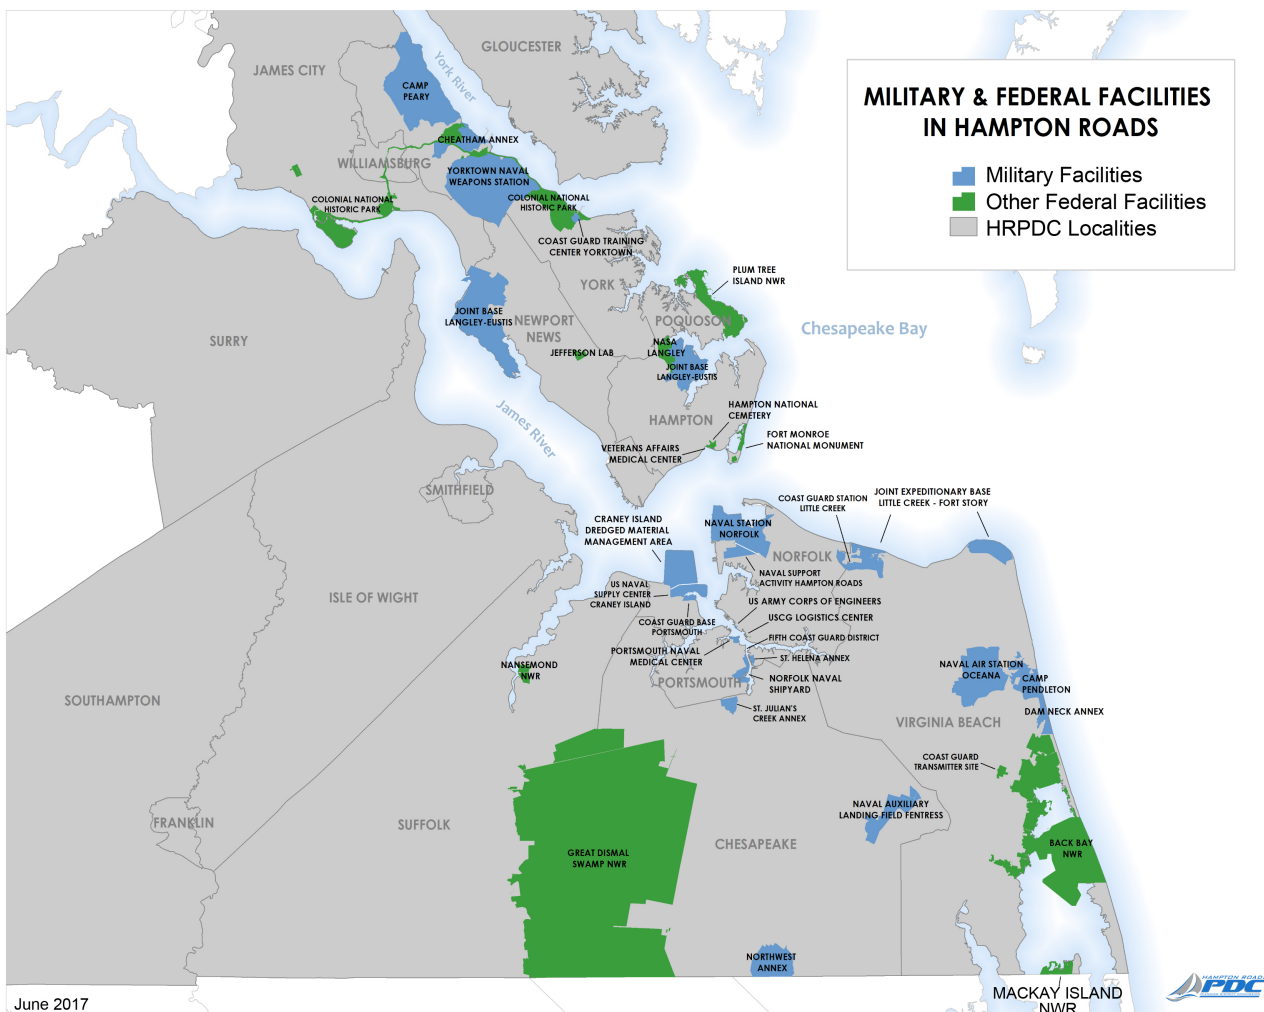 MILITARY & FEDERAL FACILITIES
IN HAMPTON ROADS
Military Facilities
Other Federal Facilities
HRPDC Localities
GLOUCESTER
JAMES CITY
York River
CAMP
PEARY
CHEATHAM ANNEX
WILLIAMSBURG
YORKTOWN NAVAL
WEAPONS STATION
COLONIAL NATIONAL
HISTORIC PARK
COLONIAL NATIONAL
HISTORIC PARK
COAST GUARD TRAINING
CENTER YORKTOWN
PLUM TREE
ISLAND NWR
YORK
JOINT BASE
LANGLEY-EUSTIS
NEWPORT
NEWS
POQUOSON
Chesapeake Bay
SURRY
JEFFERSON LAB
NASA
LANGLEY
JOINT BASE
LANGLEY-EUSTIS
James River
HAMPTON
HAMPTON NATIONAL
CEMETERY
FORT MONROE
NATIONAL MONUMENT
VETERANS AFFAIRS
MEDICAL CENTER
SMITHFIELD
CRANEY ISLAND
DREDGED MATERIAL
MANAGEMENT AREA
NAVAL STATION
NORFOLK
COAST GUARD STATION
LITTLE CREEK
JOINT EXPEDITIONARY BASE
LITTLE CREEK - FORT STORY
NORFOLK
NAVAL SUPPORT
ACTIVITY HAMPTON ROADS
ISLE OF WIGHT
US NAVAL
SUPPLY CENTER
CRANEY ISLAND
US ARMY CORPS OF ENGINEERS
COAST GUARD BASE
PORTSMOUTH
USCG LOGISTICS CENTER
FIFTH COAST GUARD DISTRICT
PORTSMOUTH NAVAL
MEDICAL CENTER
ST. HELENA ANNEX
NANSEMOND
NWR
PORTSMOUTH
NORFOLK NAVAL
SHIPYARD
NAVAL AIR STATION
OCEANA
CAMP
PENDLETON
SOUTHAMPTON
ST. JULIAN'S
CREEK ANNEX
VIRGINIA BEACH
DAM NECK ANNEX
COAST GUARD
TRANSMITTER SITE
FRANKLIN
SUFFOLK
NAVAL AUXILIARY
LANDING FIELD FENTRESS
GREAT DISMAL
SWAMP NWR
CHESAPEAKE
BACK BAY
NWR
NORTHWEST
ANNEX
MACKAY ISLAND
NWR
June 2017
HAMPTON ROADS
PDC